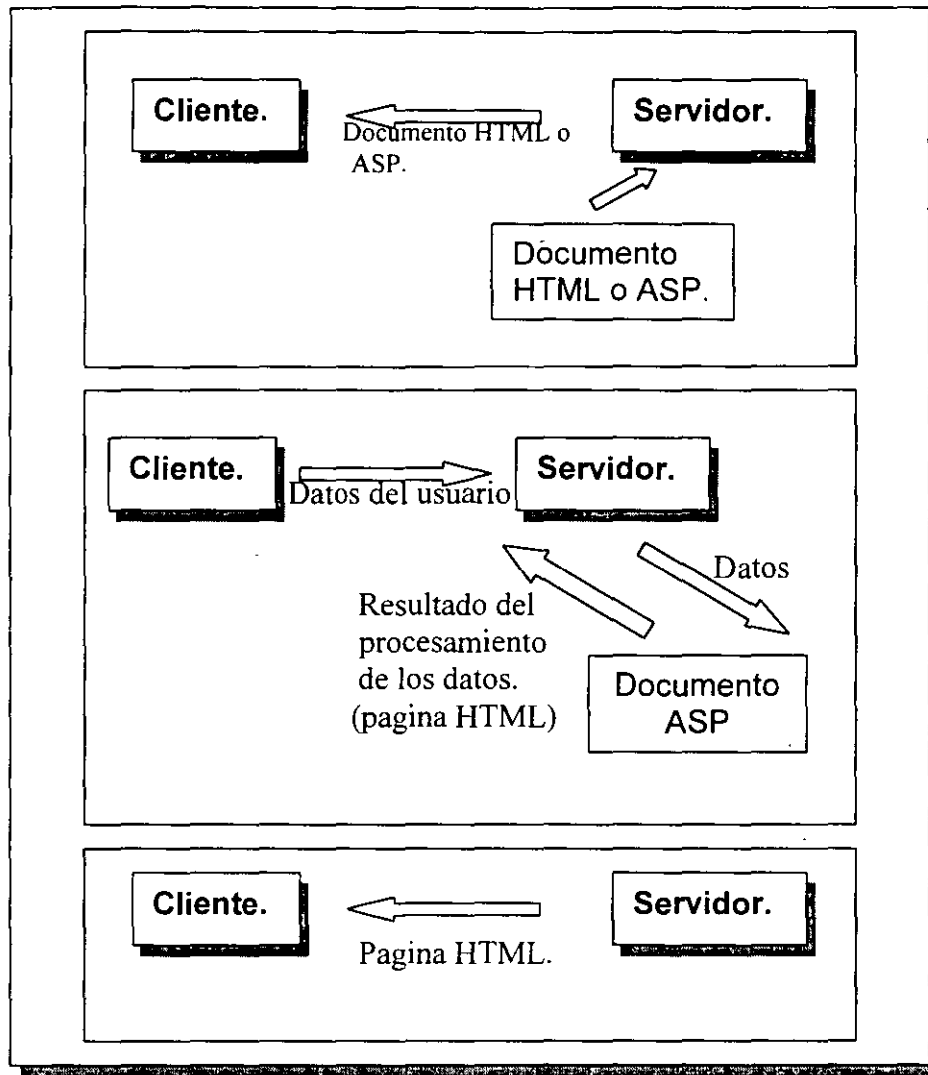 Cliente.
Servidor.
Documento HTML o
ASP.
Documento
HTML o ASP.
Cliente.
Servidor.
Datos del usuario
Datos
Resultado del
procesamiento
de los datos.
(pagina HTML)
Documento
ASP
Cliente.
Servidor.
Pagina HTML.